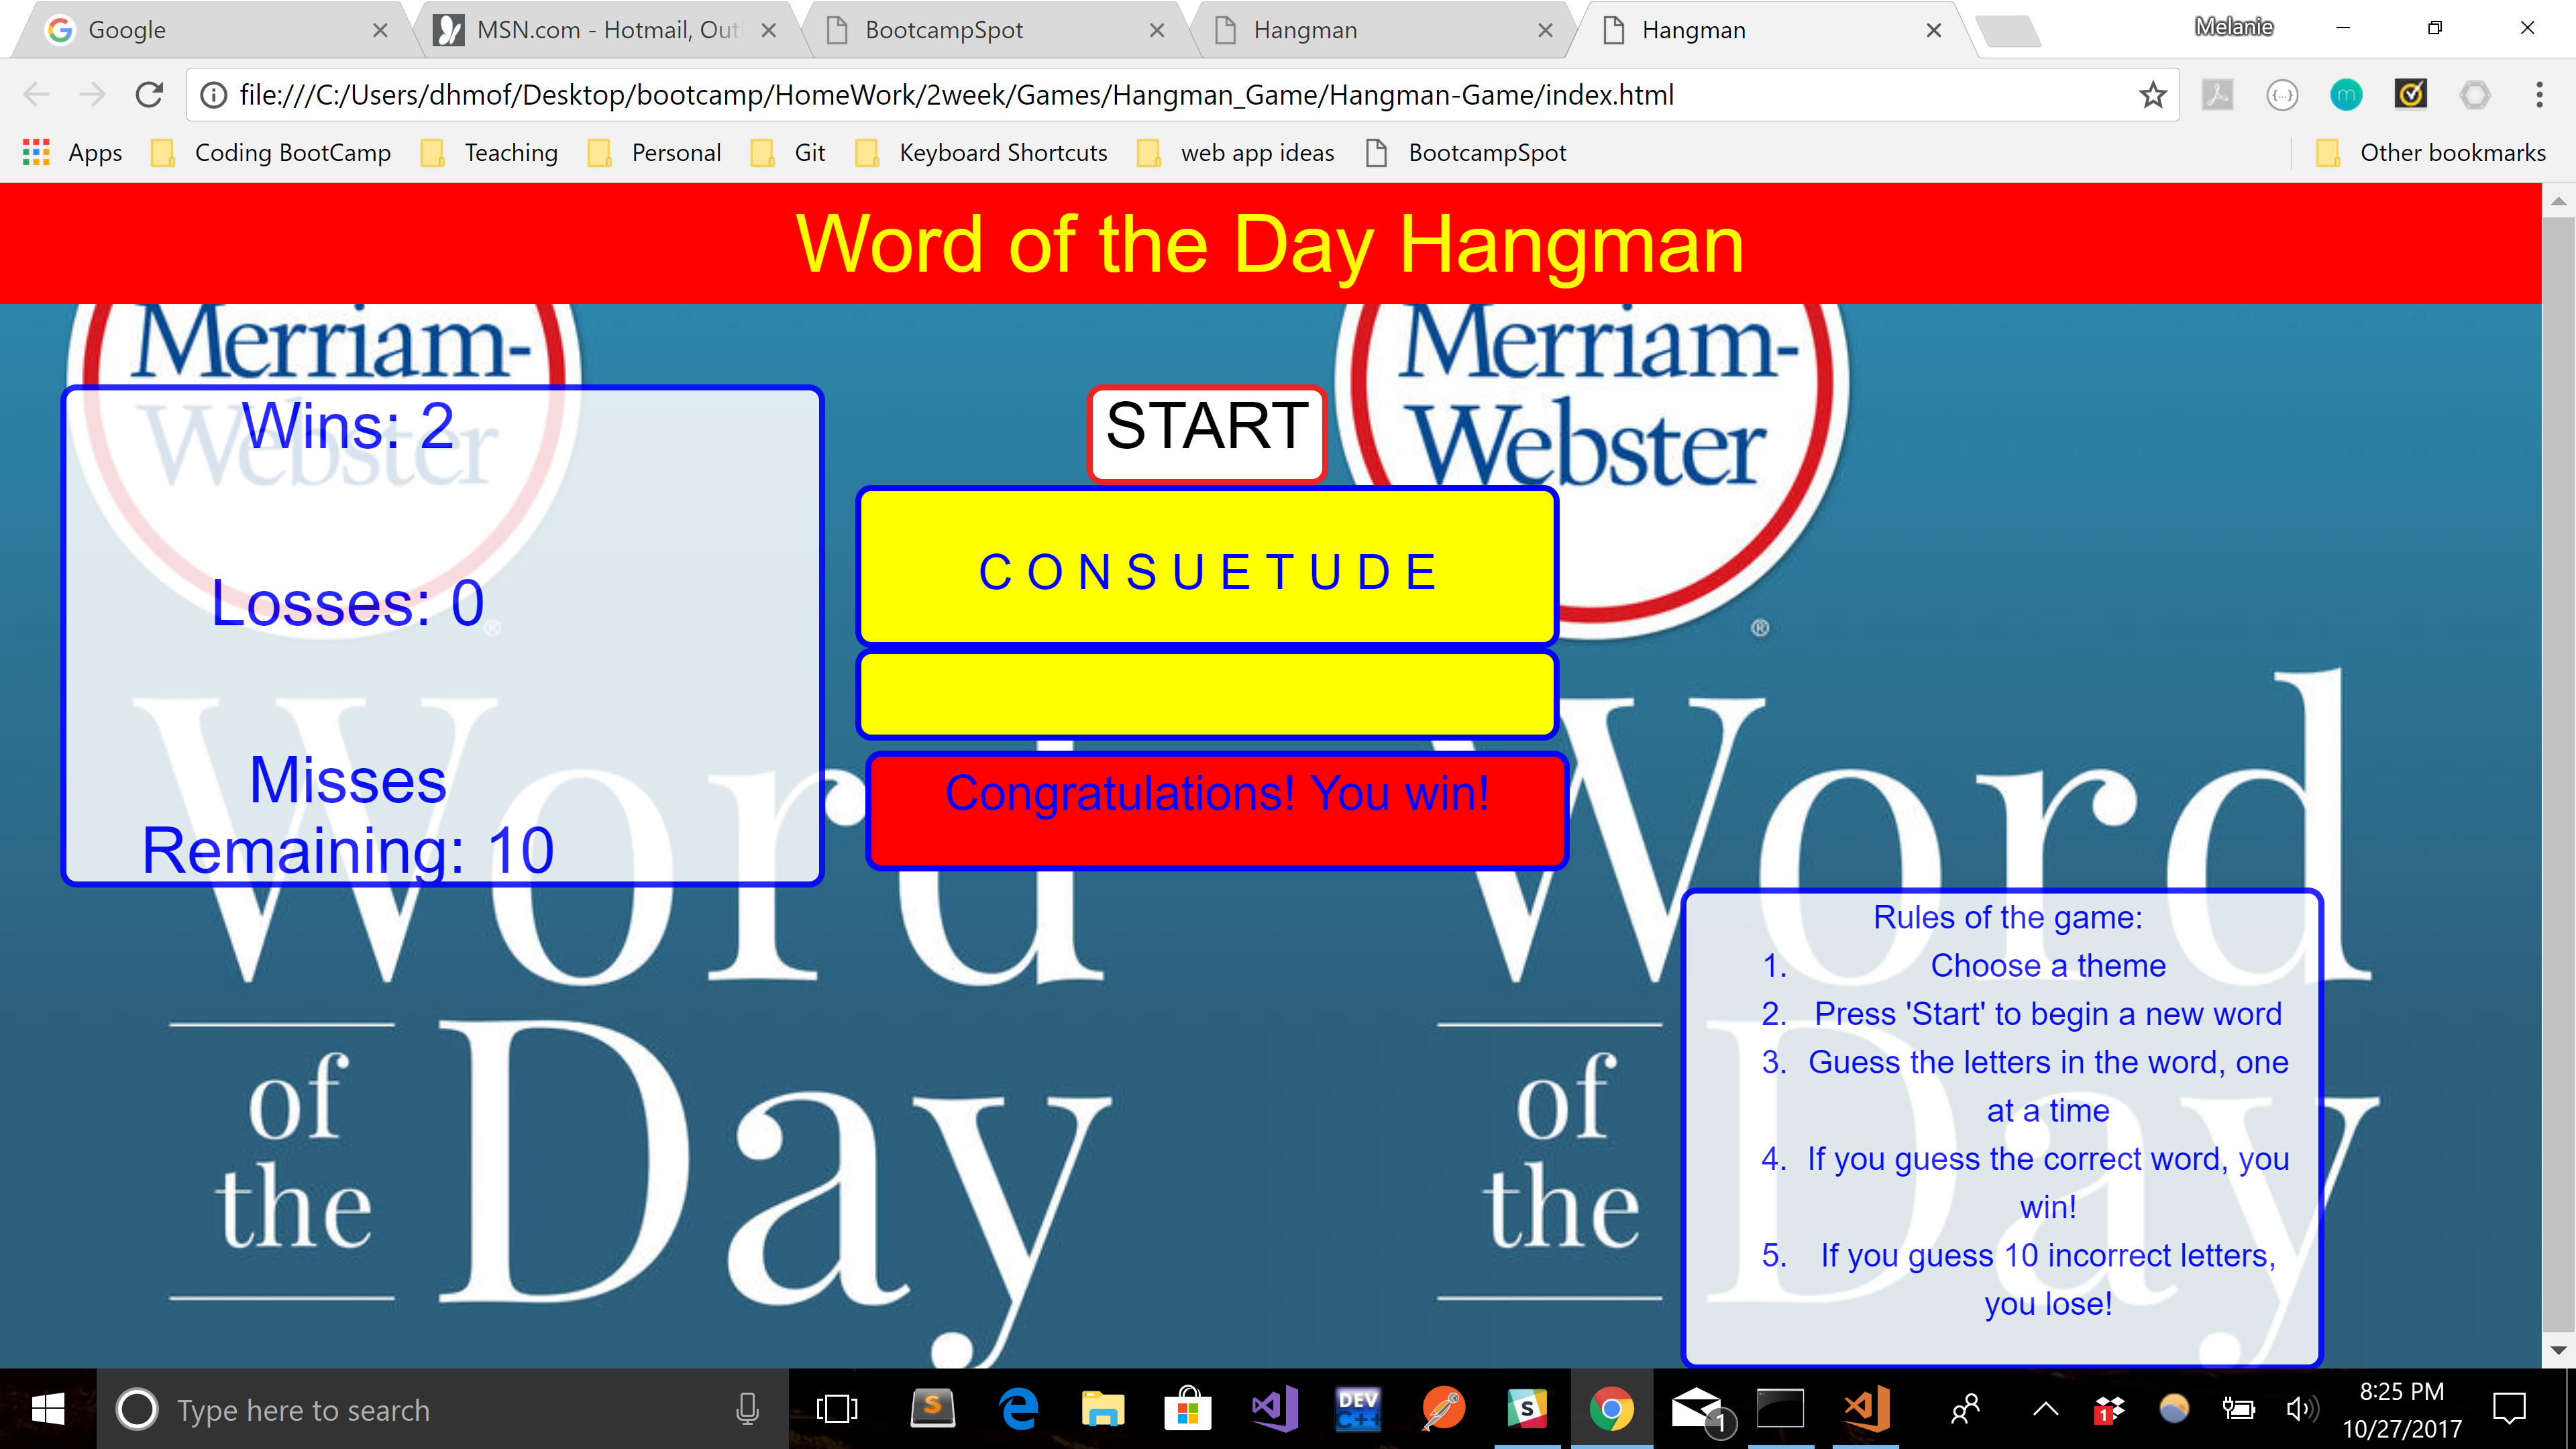 Google
MSN.com - Hotmail, Out
BootcampSpot
Hangman
Hangman
Melanie
file:///C:/Users/dhmof/Desktop/bootcamp/HomeWork/2week/Games/Hangman_Game/Hangman-Game/index.html
Apps
Coding BootCamp
Teaching
Personal
Git
Keyboard Shortcuts
web app ideas
BootcampSpot
Other bookmarks
Word of the Day Hangman
Merriam-
Webster
®
Word
of
the
Day
Merriam-
Webster
®
Word
of
the
Day
Wins: 2
Losses: 0
Misses
Remaining: 10
START
C O N S U E T U D E
Congratulations! You win!
Rules of the game:
1. Choose a theme
2. Press 'Start' to begin a new word
3. Guess the letters in the word, one
at a time
4. If you guess the correct word, you
win!
5. If you guess 10 incorrect letters,
you lose!
Type here to search
S
DEV
C++
S
1
1
8:25 PM
10/27/2017